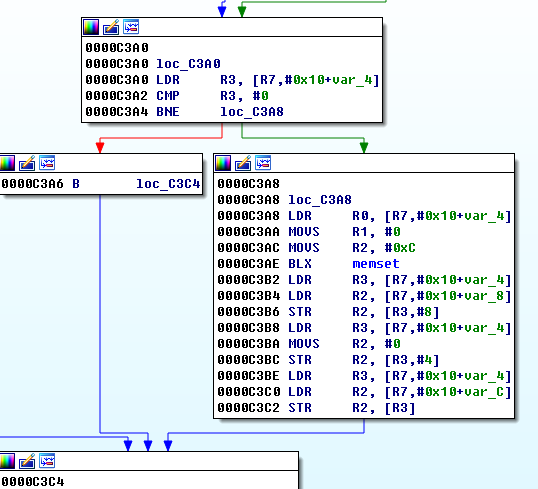 0000C3A0
0000C3A0 loc_C3A0
0000C3A0 LDR R3, [R7,#0x10+var_4]
0000C3A2 CMP R3, #0
0000C3A4 BNE loc_C3A8
0000C3A6 B loc_C3C4
0000C3A8
0000C3A8 loc_C3A8
0000C3A8 LDR R0, [R7,#0x10+var_4]
0000C3AA MOVS R1, #0
0000C3AC MOVS R2, #0xC
0000C3AE BLX memset
0000C3B2 LDR R3, [R7,#0x10+var_4]
0000C3B4 LDR R2, [R7,#0x10+var_8]
0000C3B6 STR R2, [R3,#8]
0000C3B8 LDR R3, [R7,#0x10+var_4]
0000C3BA MOVS R2, #0
0000C3BC STR R2, [R3,#4]
0000C3BE LDR R3, [R7,#0x10+var_4]
0000C3C0 LDR R2, [R7,#0x10+var_C]
0000C3C2 STR R2, [R3]
0000C3C4